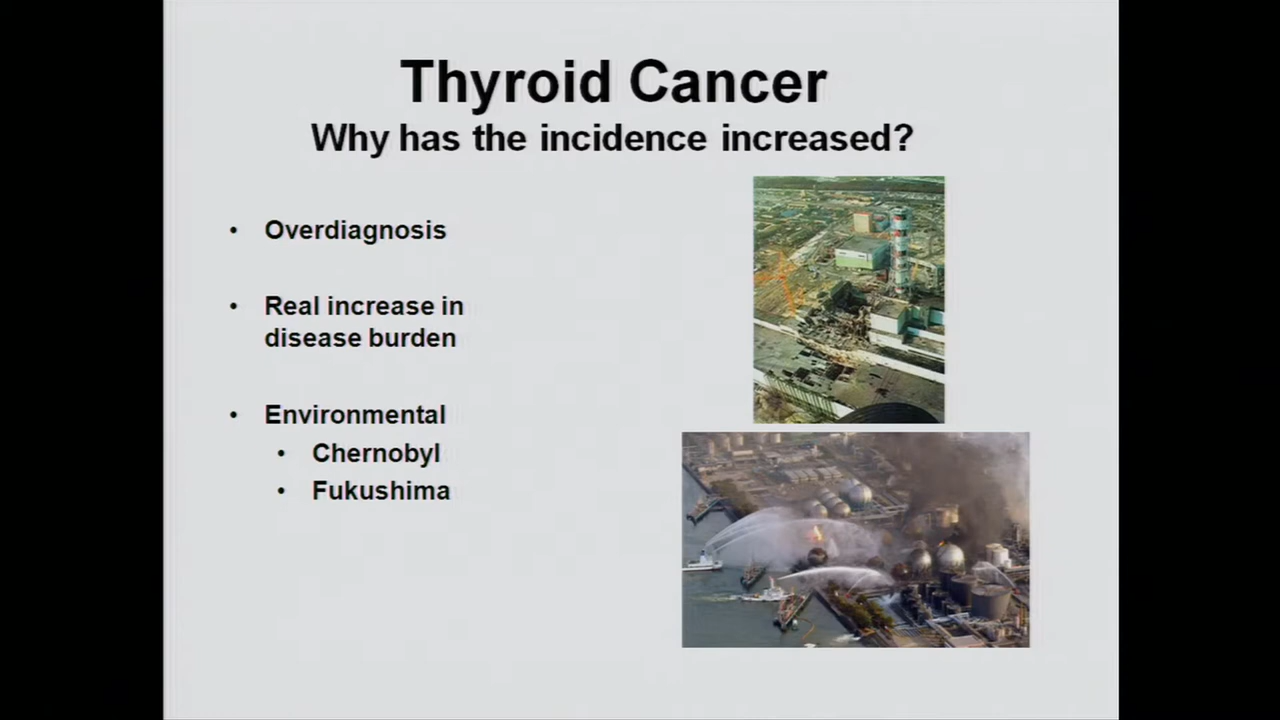 Thyroid Cancer
Why has the incidence increased?
• Overdiagnosis
• Real increase in
disease burden
• Environmental
• Chernobyl
• Fukushima